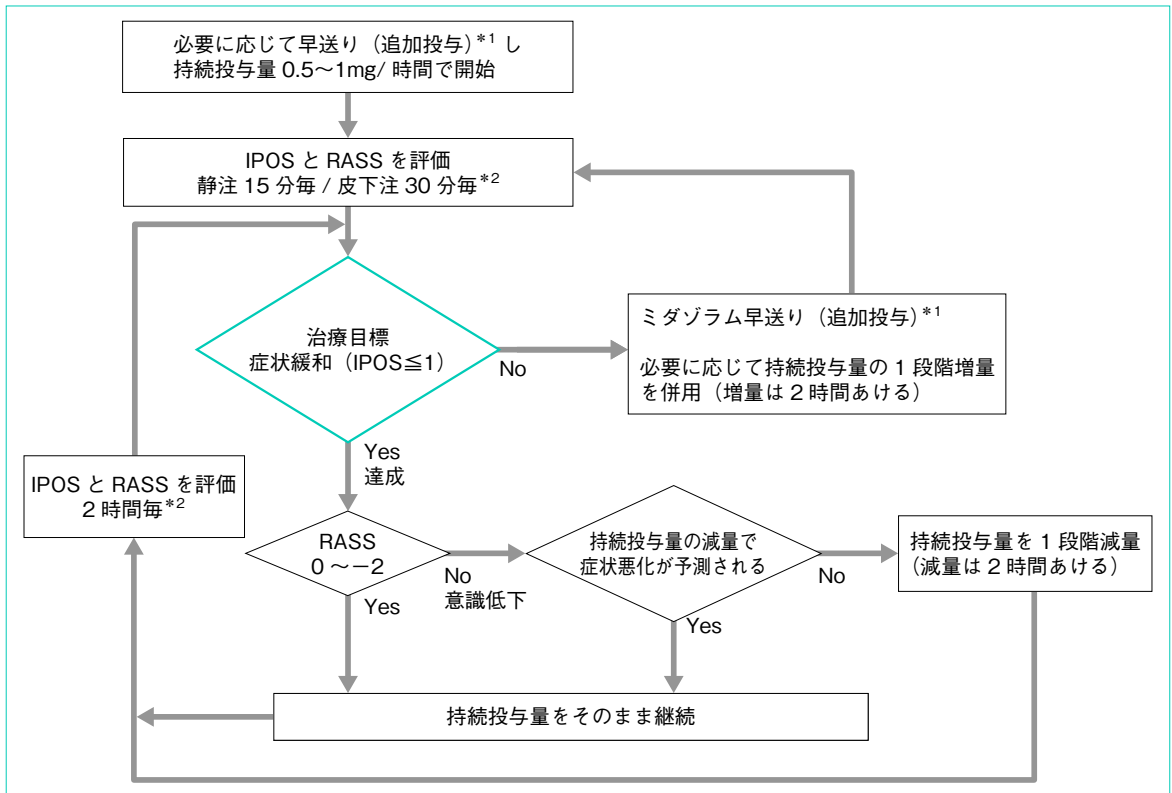 必要に応じて早送り（追加投与）*1 し
持続投与量 0.5～1mg/ 時間で開始
IPOS と RASS を評価
静注 15 分毎 / 皮下注 30 分毎*2
治療目標
症状緩和（IPOS≦1）
No
ミダゾラム早送り（追加投与）*1
必要に応じて持続投与量の 1 段階増量
を併用（増量は 2 時間あける）
Yes
達成
IPOS と RASS を評価
2 時間毎*2
RASS
0 ～－2
No
意識低下
Yes
持続投与量の減量で
症状悪化が予測される
No
Yes
持続投与量を 1 段階減量
（減量は 2 時間あける）
持続投与量をそのまま継続